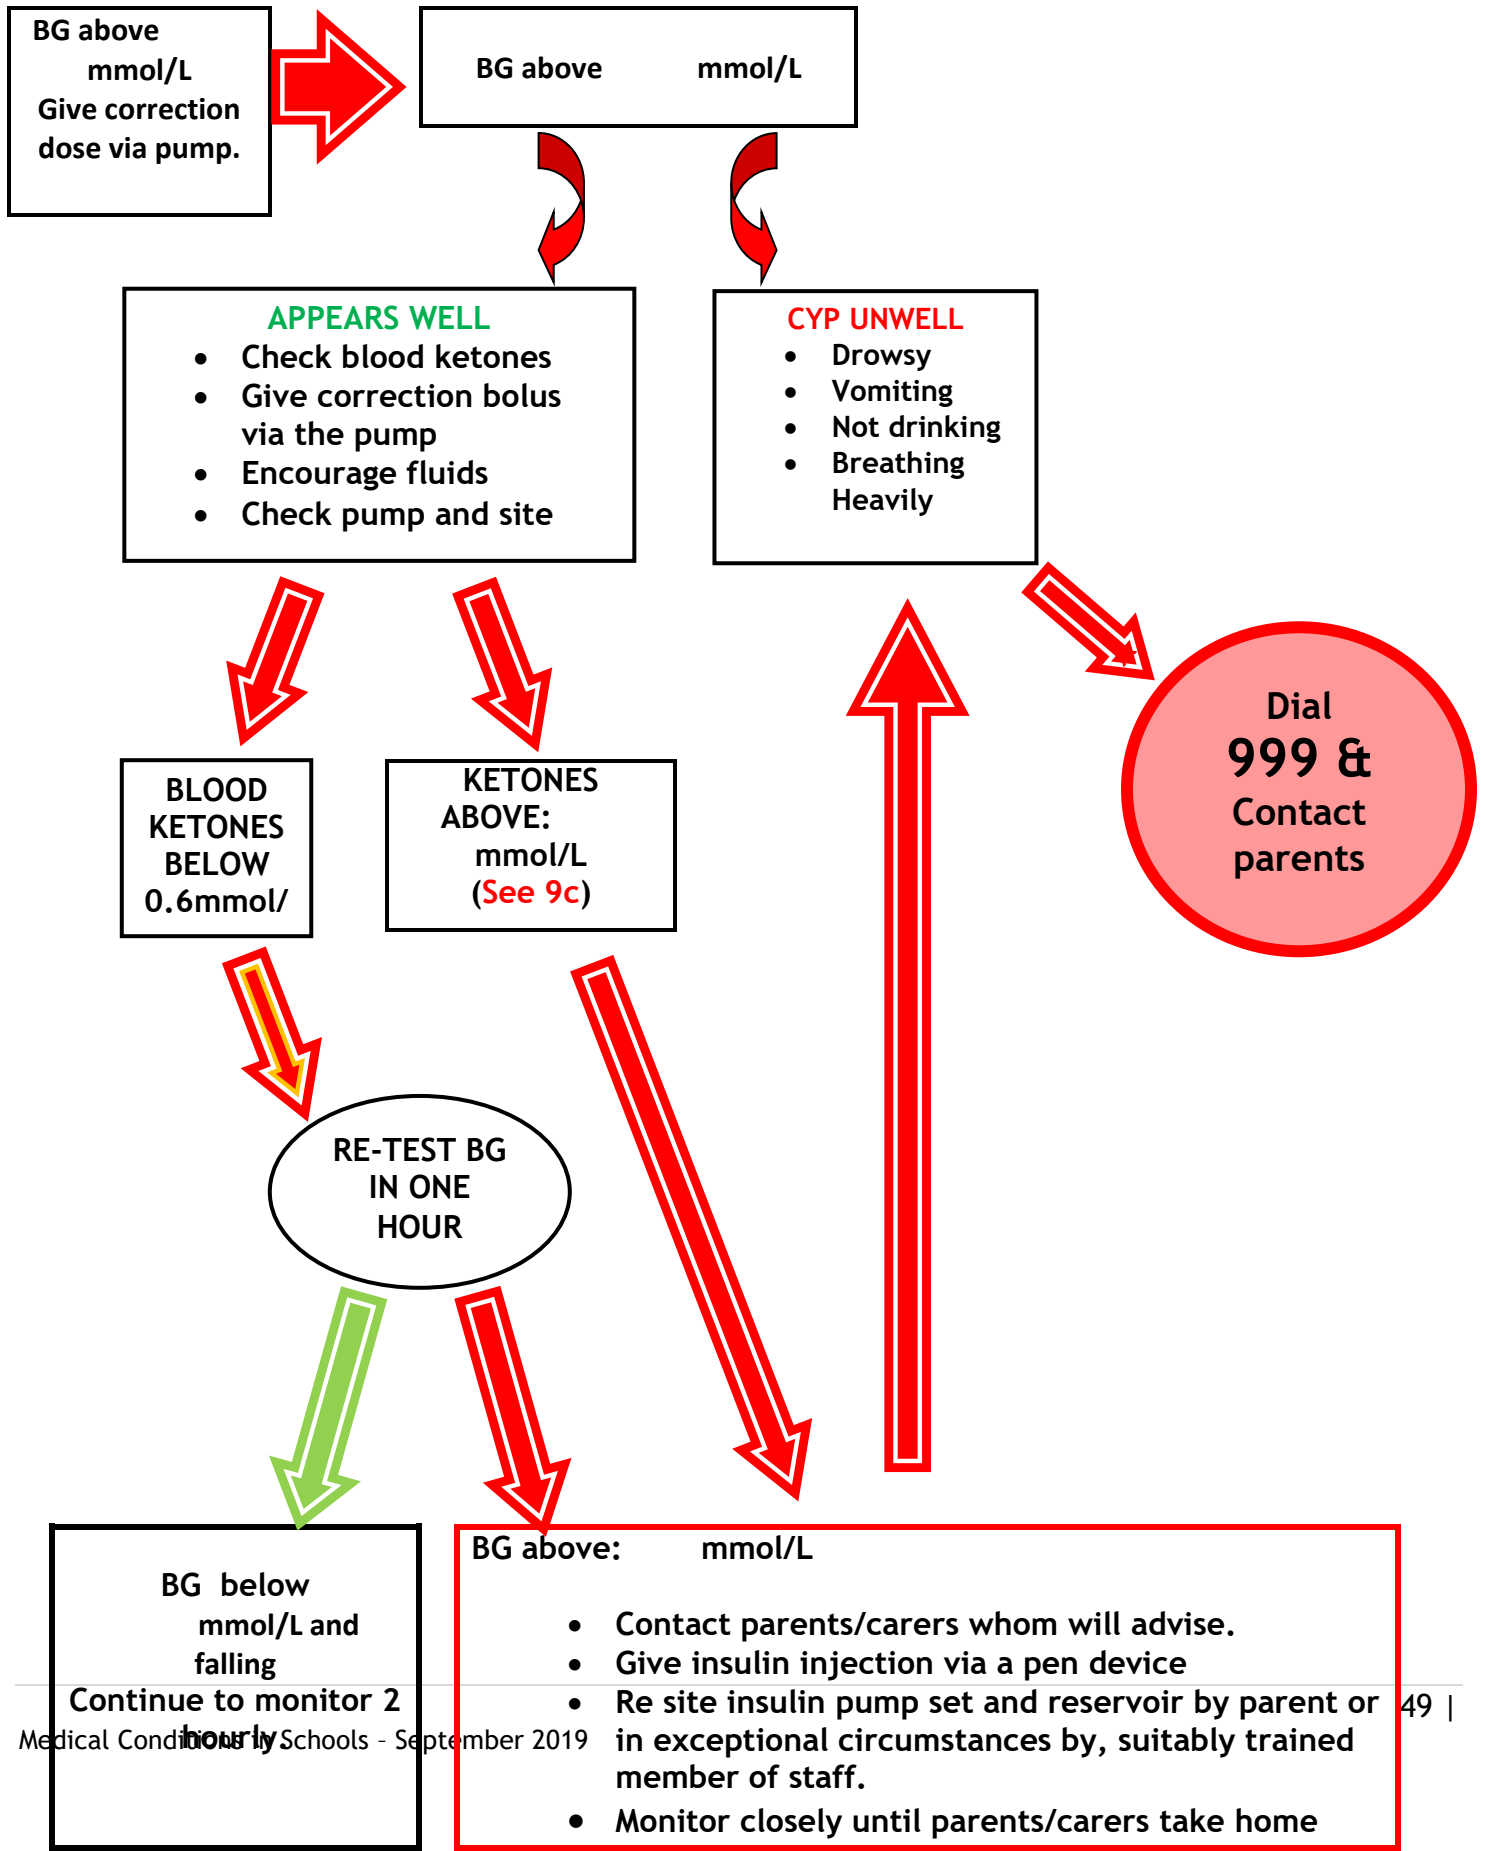 BG above
mmol/L
Give correction
dose via pump.
BG above mmol/L
APPEARS WELL
• Check blood ketones
• Give correction bolus
via the pump
• Encourage fluids
• Check pump and site
CYP UNWELL
• Drowsy
• Vomiting
• Not drinking
• Breathing
Heavily
Dial
999 &
Contact
parents
BLOOD
KETONES
BELOW
0.6mmol/
KETONES
ABOVE:
mmol/L
(See 9c)
RE-TEST BG
IN ONE
HOUR
BG below
mmol/L and
falling
Continue to monitor 2
hourly.
BG above: mmol/L
• Contact parents/carers whom will advise.
• Give insulin injection via a pen device
• Re site insulin pump set and reservoir by parent or
in exceptional circumstances by, suitably trained
member of staff.
• Monitor closely until parents/carers take home
49 |
Medical Conditions in Schools – September 2019